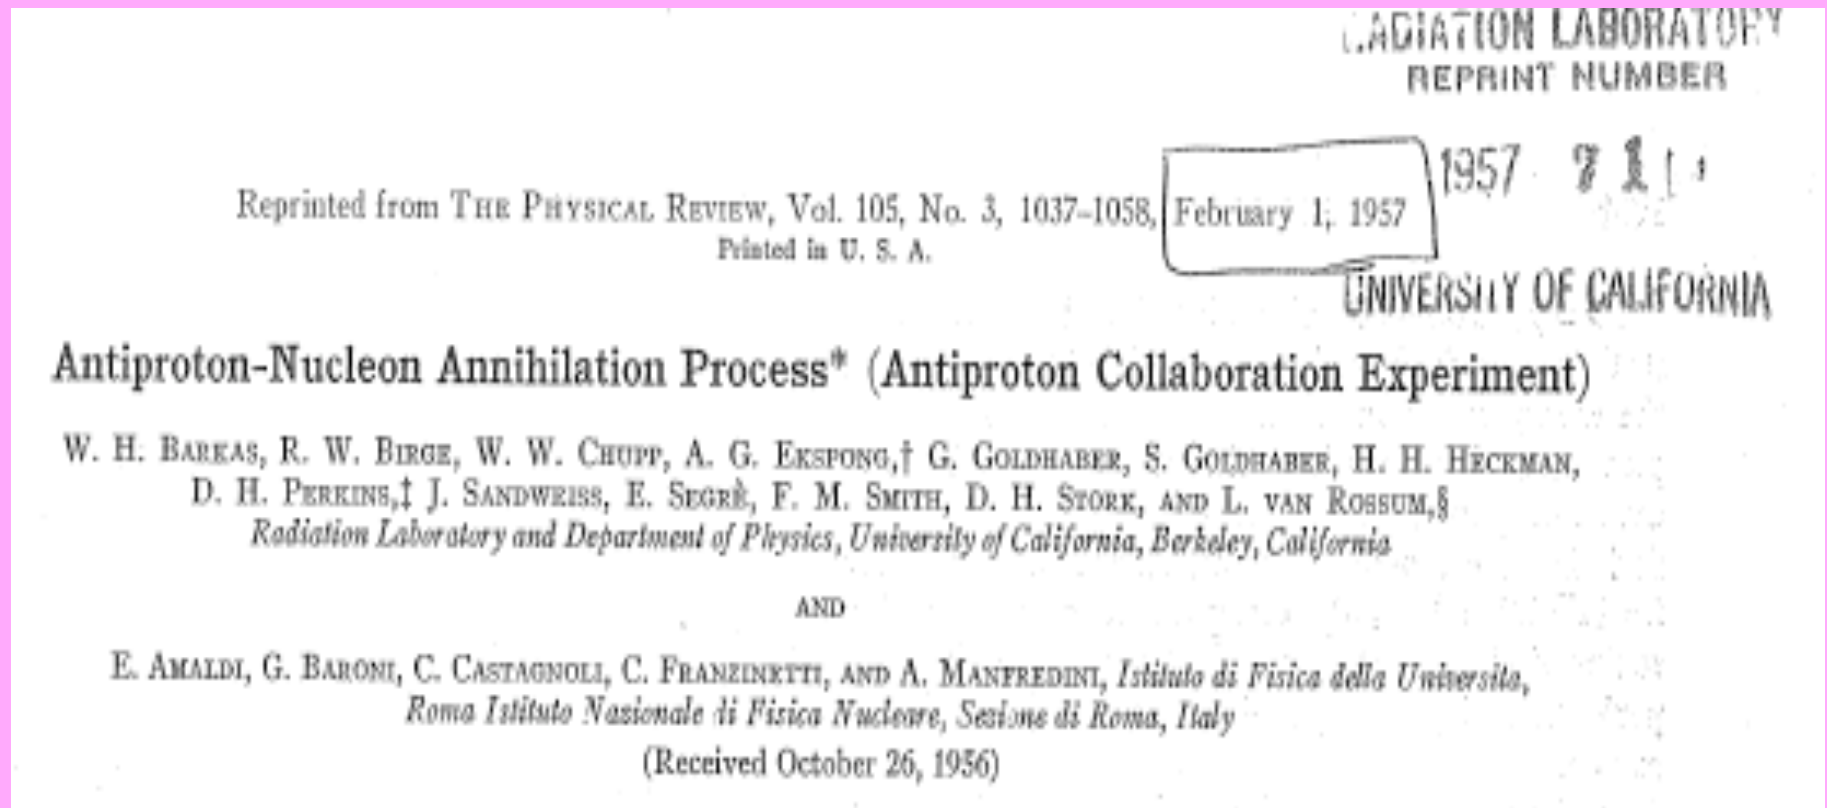 RADIATION LABORATORY
REPRINT NUMBER
1957 71
Reprinted from THE PHYSICAL REVIEW, Vol. 105, No. 3, 1037–1058, February 1, 1957
Printed in U. S. A.
UNIVERSITY OF CALIFORNIA
Antiproton-Nucleon Annihilation Process* (Antiproton Collaboration Experiment)
W. H. BARKAS, R. W. BIRGE, W. W. CHUPP, A. G. EKSPONG,† G. GOLDHABER, S. GOLDHABER, H. H. HECKMAN,
D. H. PERKINS,‡ J. SANDWEISS, E. SEGRÈ, F. M. SMITH, D. H. STORK, AND L. VAN ROSSUM,§
Radiation Laboratory and Department of Physics, University of California, Berkeley, California
AND
E. AMALDI, G. BARONI, C. CASTAGNOLI, C. FRANZINETTI, AND A. MANFREDINI, Istituto di Fisica della Universita,
Roma Istituto Nazionale di Fisica Nucleare, Sezione di Roma, Italy
(Received October 26, 1956)